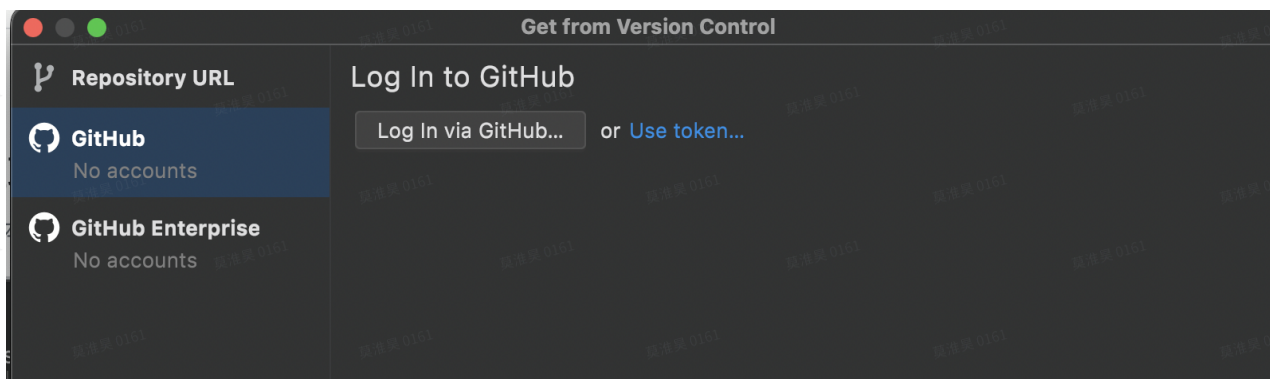 Get from Version Control
Repository URL
GitHub
No accounts
GitHub Enterprise
No accounts
Log In to GitHub
Log In via GitHub... or Use token...